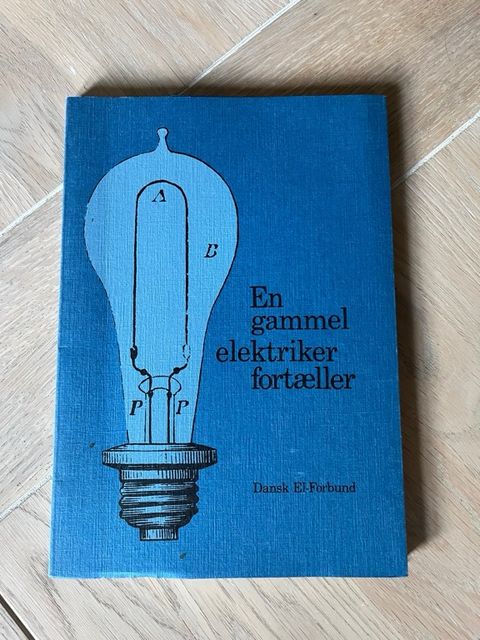 A
B
En
gammel
elektriker
fortæller
P P
Dansk El-Forbund